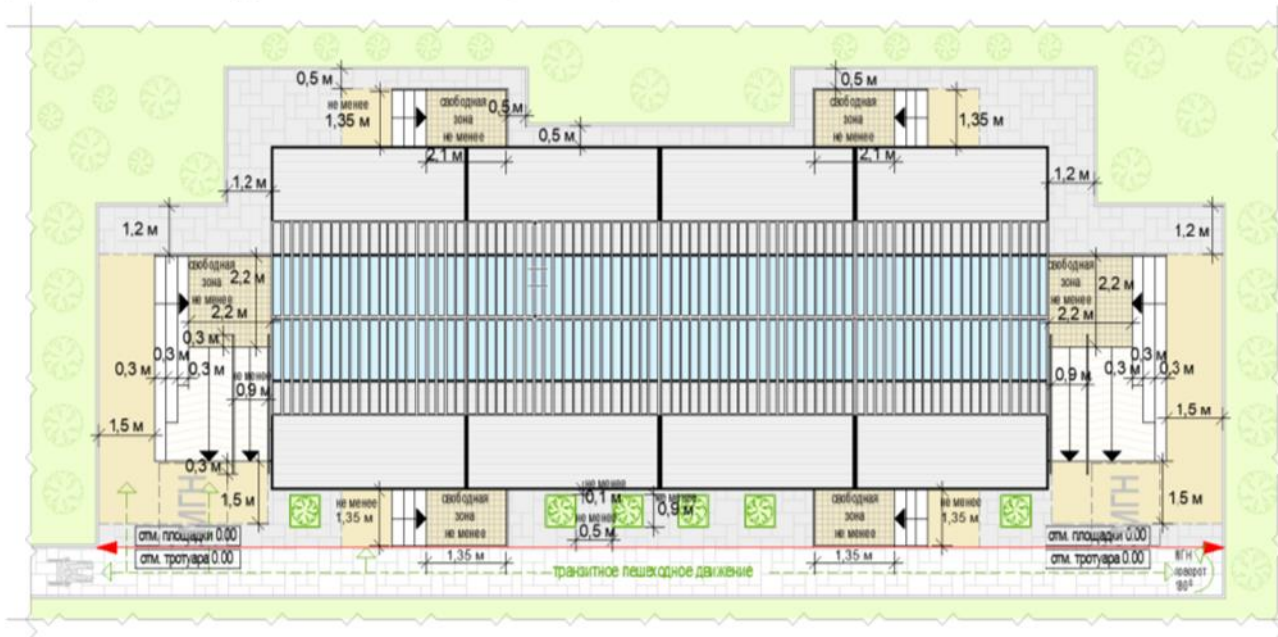 0,5 м
0,5 м
не менее
1,35 м
свободная
зона
не менее
0,5 м
0,5 м
свободная
зона
не менее
1,35 м
2,1 м
2,1 м
1,2 м
1,2 м
1,2 м
1,2 м
свободная
зона
не менее
2,2 м
2,2 м
свободная
зона
не менее
2,2 м
2,2 м
0,3 м
0,3 м
0,3 м
0,3 м
не менее
0,9 м
0,3 м
0,3 м
0,3 м
0,9 м
1,5 м
1,5 м
0,3 м
1,5 м
МГН
не менее
1,35 м
свободная
зона
не менее
1,35 м
не менее
0,1 м
не менее
0,5 м
не менее
0,9 м
свободная
зона
не менее
1,35 м
не менее
1,35 м
МГН
1.5 м
отм. площадки 0.00
отм. тротуара 0.00
отм. площадки 0.00
отм. тротуара 0.00
транзитное пешеходное движение
МГН
поворот
180°